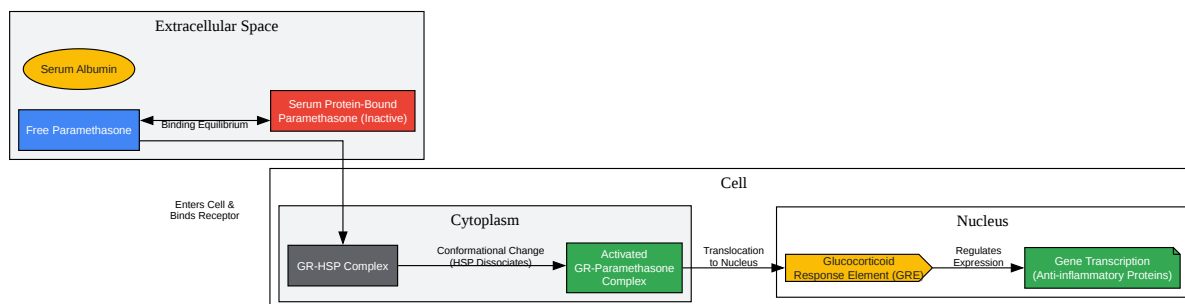 Extracellular Space
Serum Albumin
Free Paramethasone
Binding Equilibrium
Serum Protein-Bound
Paramethasone (Inactive)
Enters Cell &
Binds Receptor
Cell
Cytoplasm
GR-HSP Complex
Conformational Change
(HSP Dissociates)
Activated
GR-Paramethasone
Complex
Translocation
to Nucleus
Nucleus
Glucocorticoid
Response Element (GRE)
Regulates
Expression
Gene Transcription
(Anti-inflammatory Proteins)